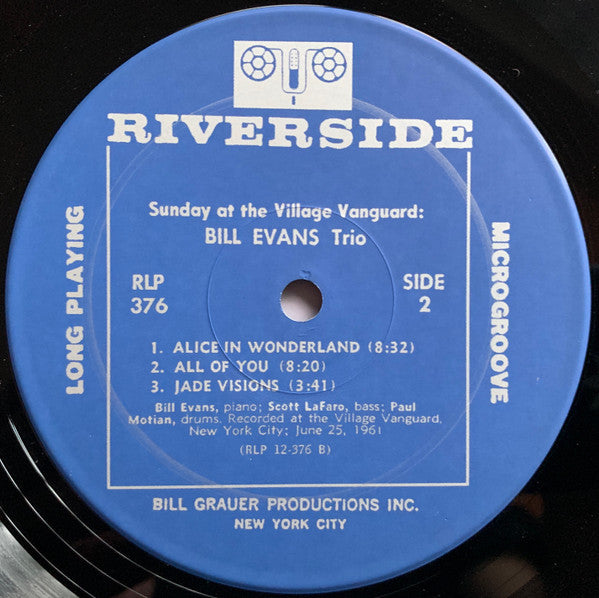 RIVERSIDE
LONG PLAYING
MICROGROOVE
Sunday at the Village Vanguard:
BILL EVANS Trio
RLP
376
SIDE
2
1. ALICE IN WONDERLAND (8:32)
2. ALL OF YOU (8:20)
3. JADE VISIONS (3:41)
Bill Evans, piano; Scott LaFaro, bass; Paul
Motian, drums. Recorded at the Village Vanguard,
New York City; June 25, 1961
(RLP 12-376 B)
BILL GRAUER PRODUCTIONS INC.
NEW YORK CITY